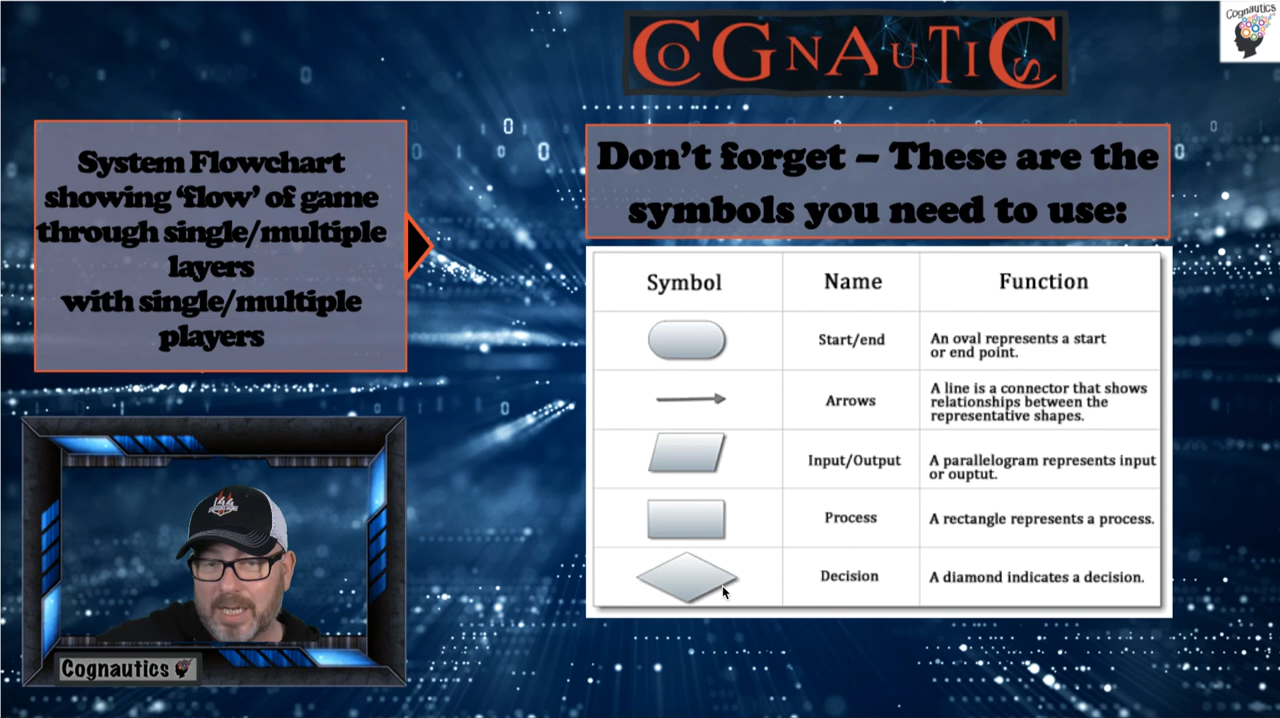 COGNAUTICS
Cognautics
System Flowchart
showing ‘flow’ of game
through single/multiple
layers
with single/multiple
players
Don’t forget – These are the
symbols you need to use:
Symbol Name Function
Start/end An oval represents a start
or end point.
Arrows A line is a connector that shows
relationships between the
representative shapes.
Input/Output A parallelogram represents input
or ouptut.
Process A rectangle represents a process.
Decision A diamond indicates a decision.
144
Cognautics